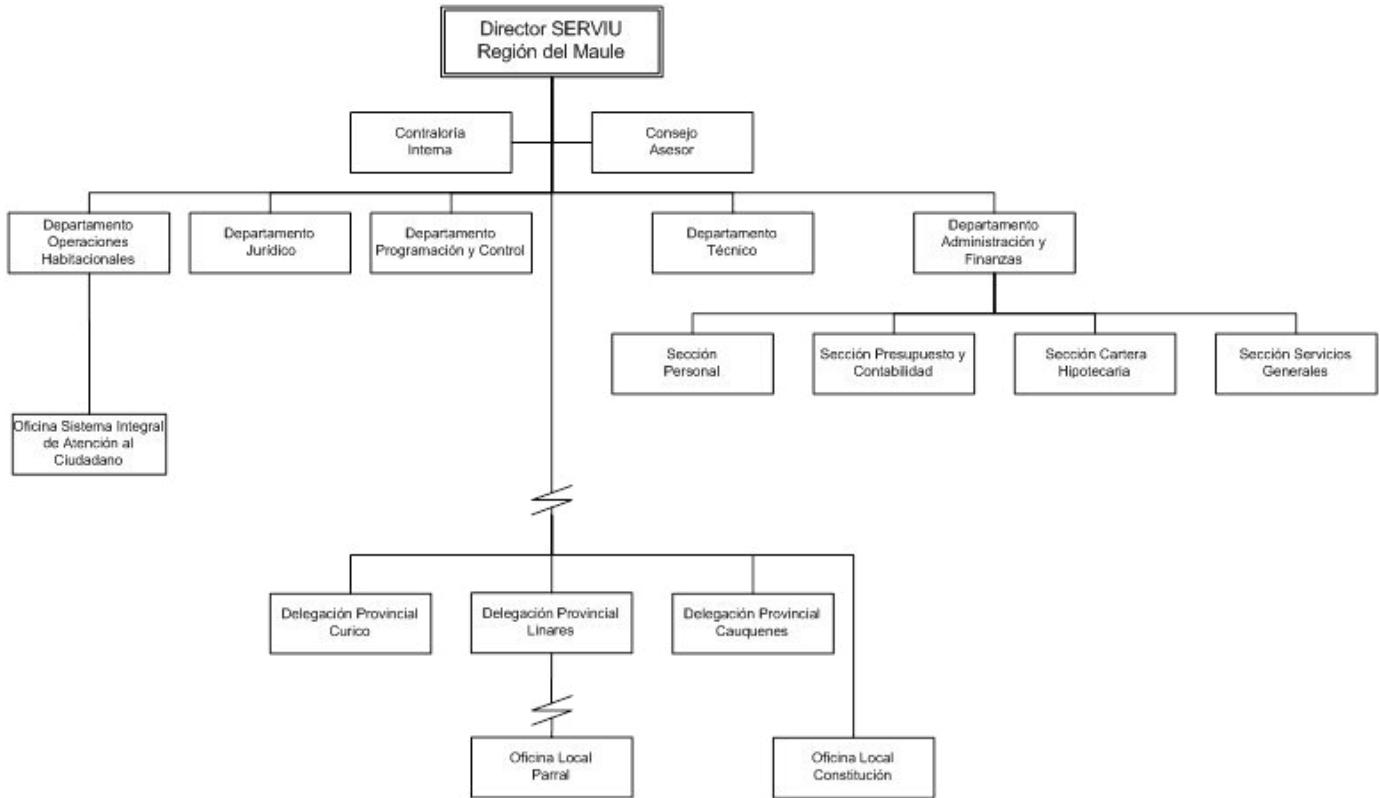 Director SERVIU
Región del Maule
Contraloría
Interna
Consejo
Asesor
Departamento
Operaciones
Habitacionales
Departamento
Jurídico
Departamento
Programación y Control
Departamento
Técnico
Departamento
Administración y
Finanzas
Sección
Personal
Sección Presupuesto y
Contabilidad
Sección Cartera
Hipotecaria
Sección Servicios
Generales
Oficina Sistema Integral
de Atención al
Ciudadano
Delegación Provincial
Curico
Delegación Provincial
Linares
Delegación Provincial
Cauquenes
Oficina Local
Parral
Oficina Local
Constitución